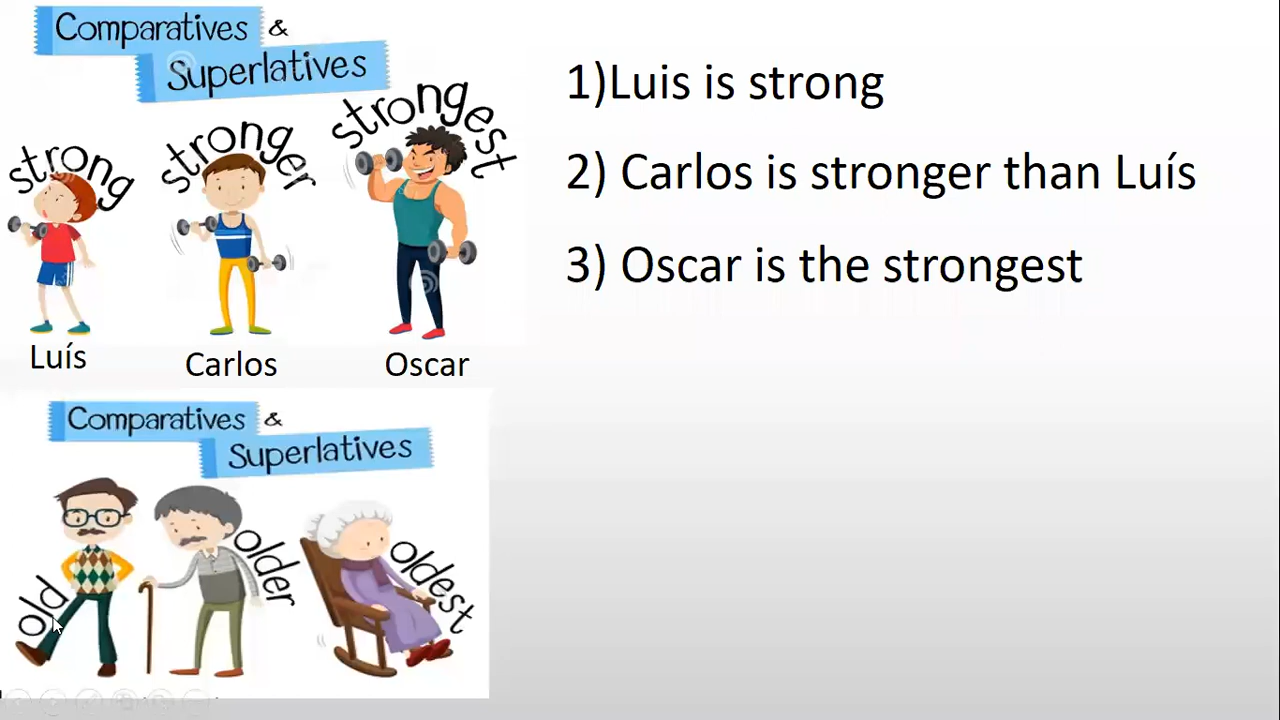 Comparatives &
Superlatives
strong
stronger
strongest
Luís
Carlos
Oscar
1)Luis is strong
2) Carlos is stronger than Luís
3) Oscar is the strongest
Comparatives &
Superlatives
old
older
oldest